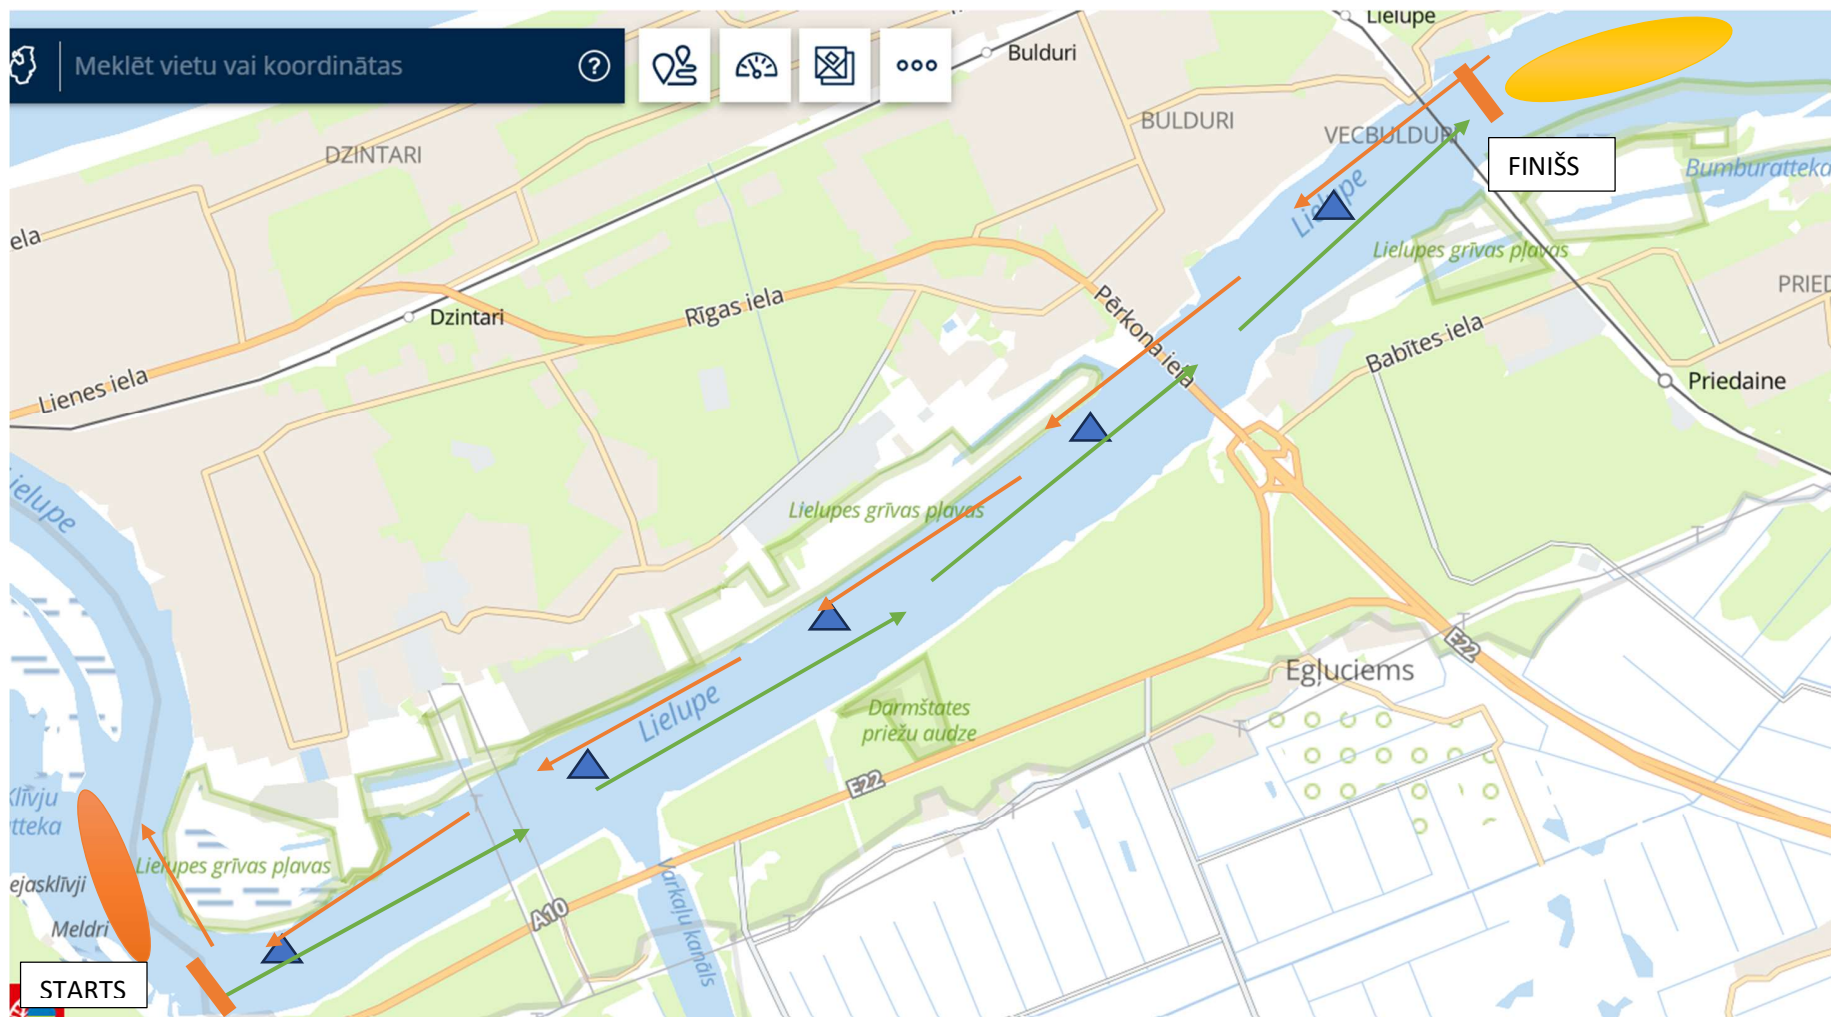 Lielupe
Meklēt vietu vai koordinātas
?
Bulduri
BULDURI
VECBULDURI
DZINTARI
FINIŠS
Bumburatteka
Lielupe
Lielupes grīvas pļavas
ela
PRIED
Dzintari
Rīgas iela
Pērkona iela
Babītes iela
Priedaine
Lienes iela
Lielupe
Lielupes grīvas pļavas
E22
Egļuciems
Lielupe
Darmštates
priežu audze
E22
Klīvju
tteka
Lielupes grīvas pļavas
ejasklīvji
Varkaļu kanāls
A10
Meldri
STARTS